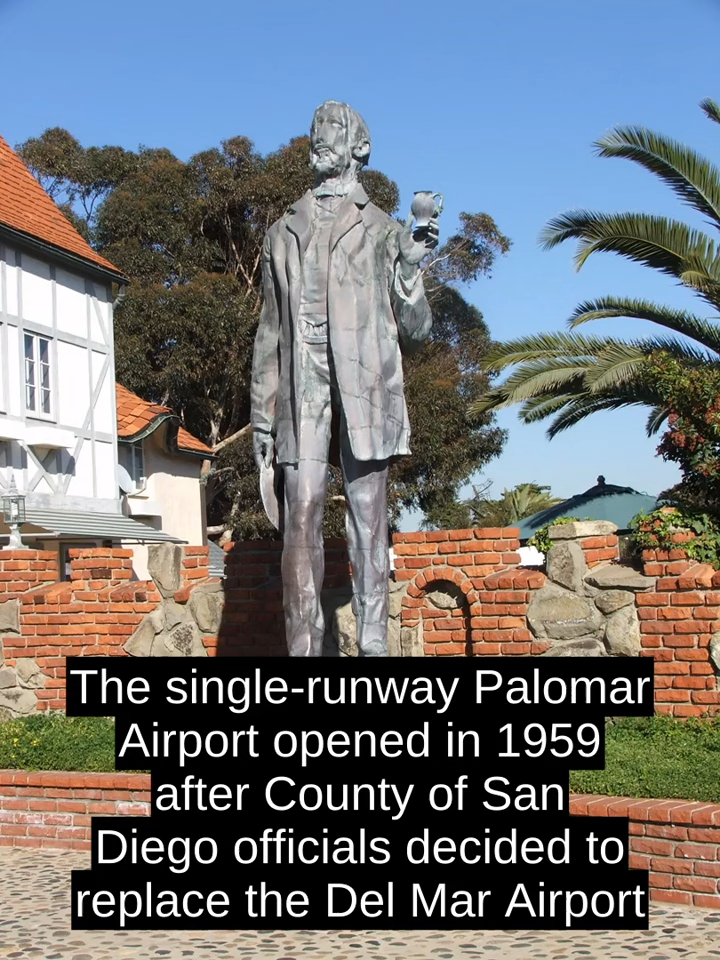 The single-runway Palomar
Airport opened in 1959
after County of San
Diego officials decided to
replace the Del Mar Airport